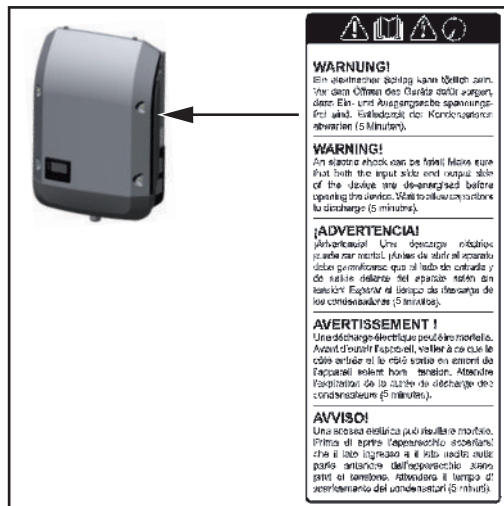 WARNUNG!
Ein elektrischer Schlag kann tödlich sein.
Vor dem Öffnen des Geräts dafür sorgen,
dass Ein- und Ausgangsseite spannungs-
frei sind. Entladezeit der Kondensatoren
abwarten (5 Minuten).
WARNING!
An electric shock can be fatal! Make sure
that both the input side and output side
of the device are de-energised before
opening the device. Wait to allow capacitors
to discharge (5 minutes).
¡ADVERTENCIA!
¡Advertencia! Una descarga eléctrica
puede ser mortal. ¡Antes de abrir el aparato
debe garantizarse que el lado de entrada y
de salida delante del aparato estén sin
tensión! Esperar el tiempo de descarga de
los condensadores (5 minutos).
AVERTISSEMENT !
Une décharge électrique peut être mortelle.
Avant d'ouvrir l'appareil, veiller à ce que le
côté entrée et le côté sortie en amont de
l'appareil soient hors tension. Attendre
l'expiration de la durée de décharge des
condensateurs (5 minutes).
AVVISO!
Una scossa elettrica può risultare mortale.
Prima di aprire l'apparecchio accertarsi
che il lato ingresso e il lato uscita sulla
parte anteriore dell'apparecchio siano
privi di tensione. Attendere il tempo di
scaricamento dei condensatori (5 minuti).